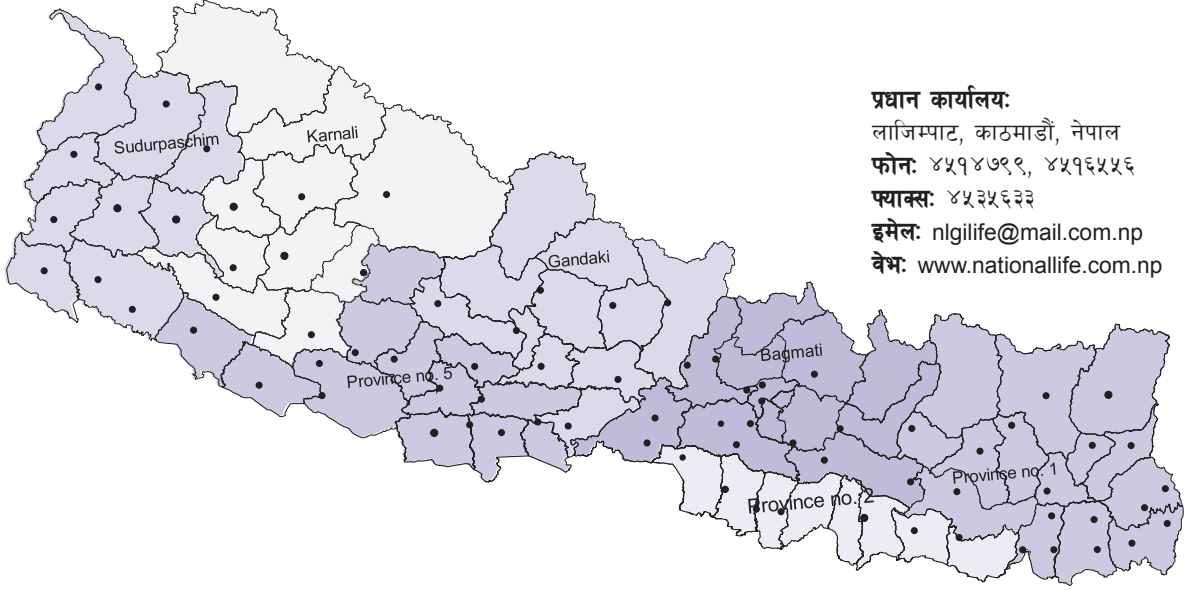 प्रधान कार्यालयः
लाजिम्पाट, काठमाडौं, नेपाल
फोनः ४५१४७९९, ४५१६५५६
फ्याक्सः ४५३५६३३
इमेलः nlgilife@mail.com.np
वेभः www.nationallife.com.np
Karnali
Sudurpaschim
Gandaki
Bagmati
Province no. 5
Province no. 1
Province no. 2